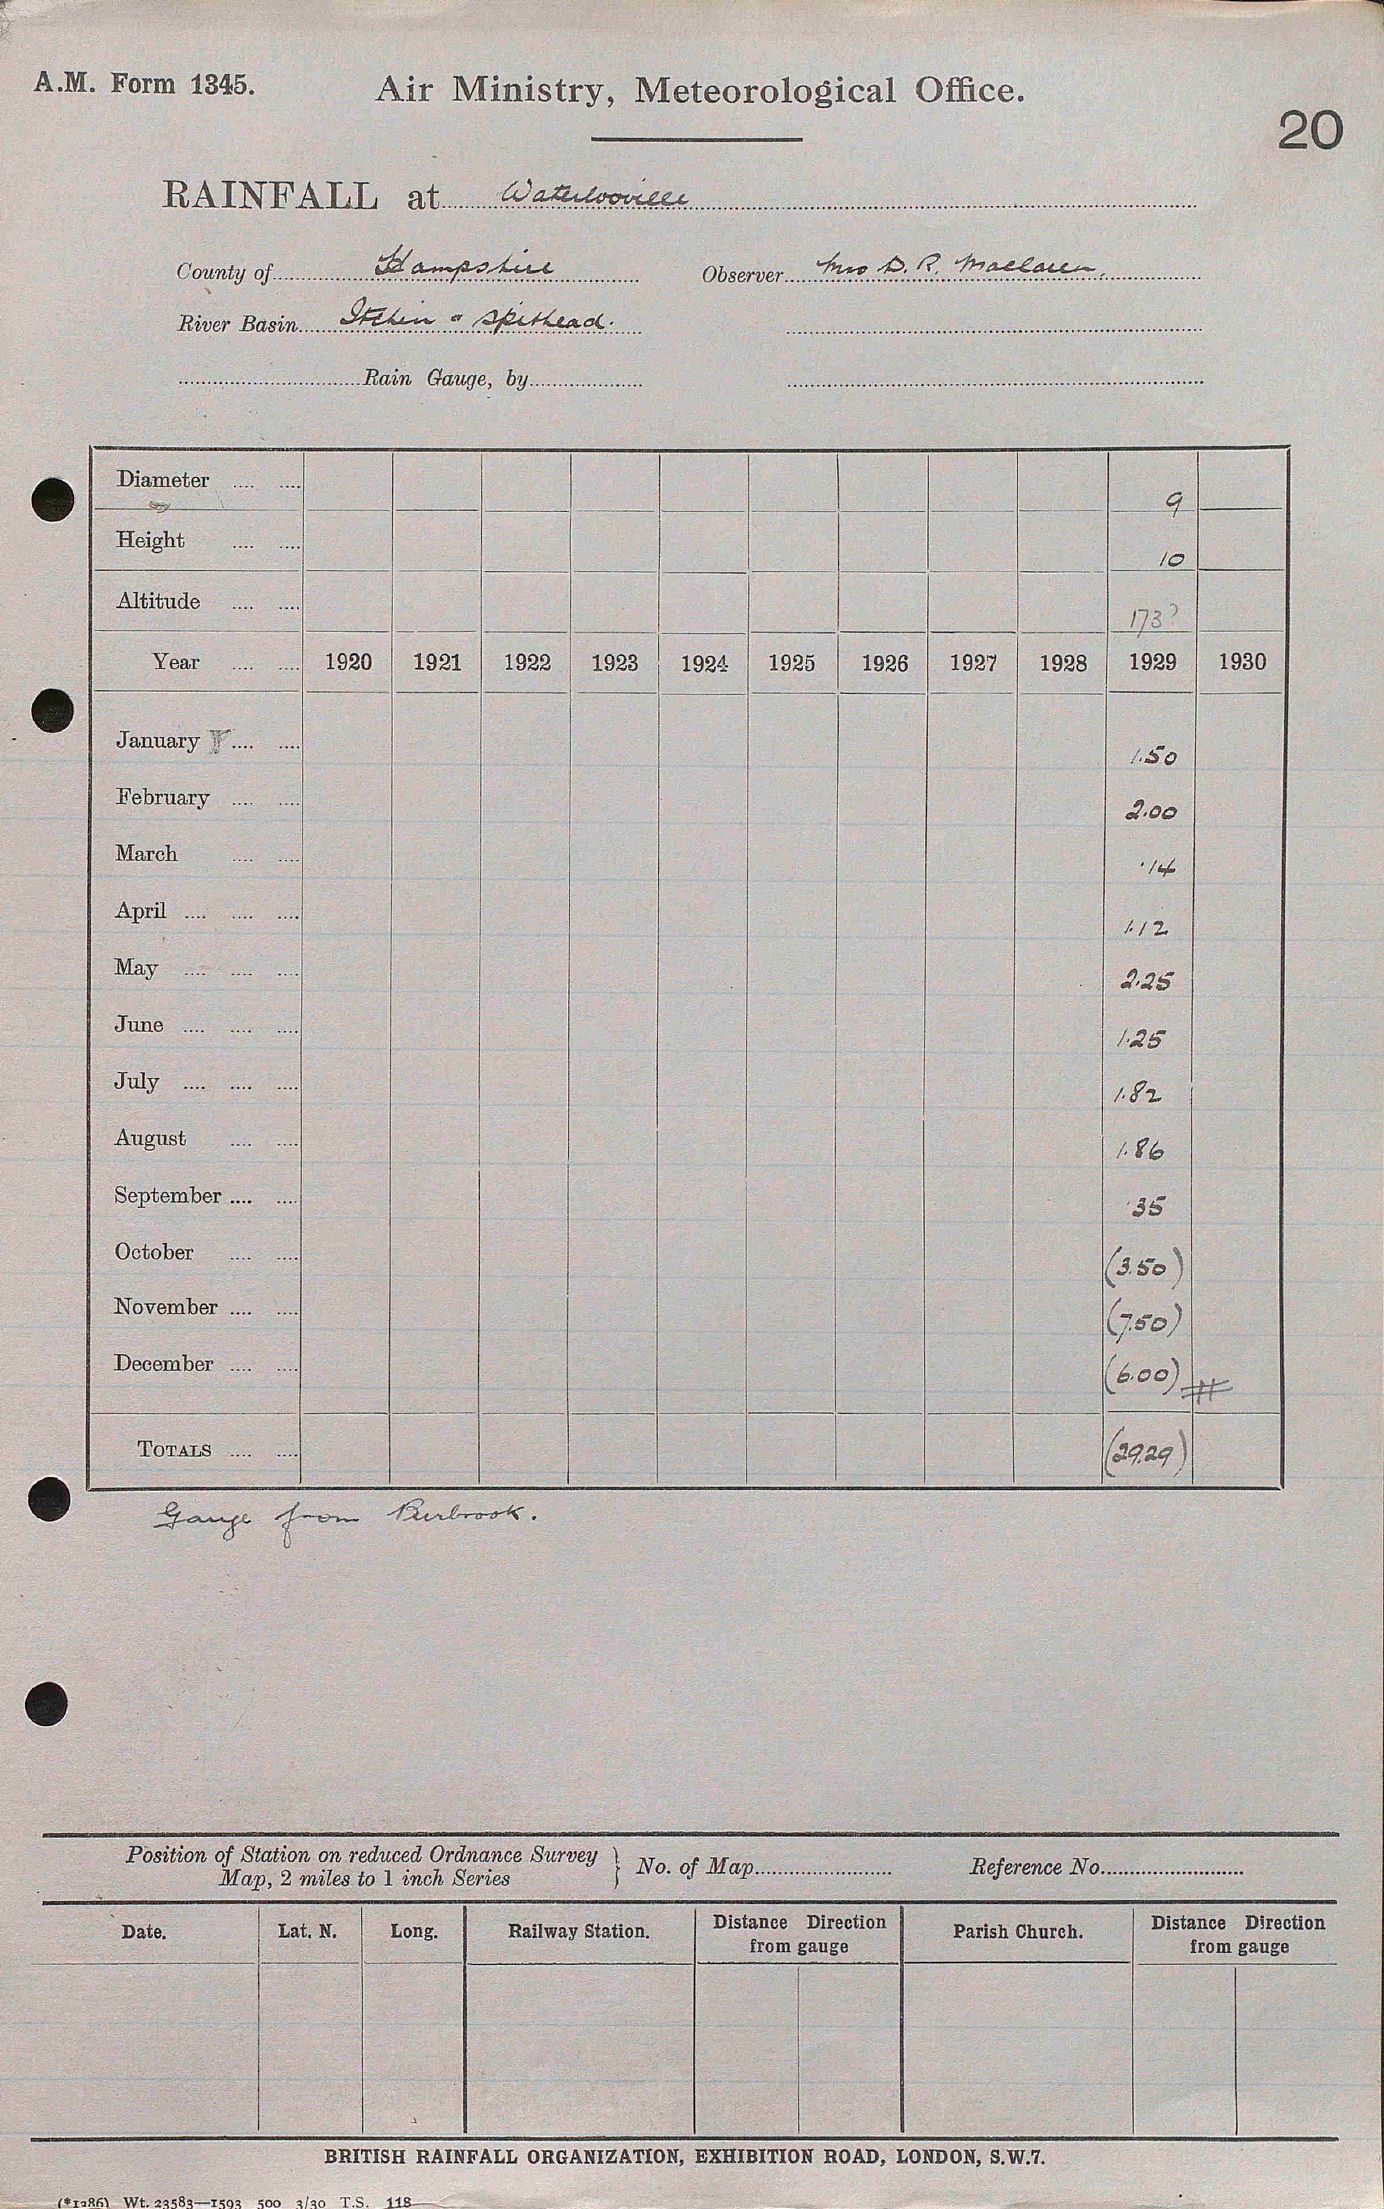 A.M. Form 1345.
Air Ministry, Meteorological Office.
20
RAINFALL at Waterlooville
County of Hampshire Observer Mrs D. R. Maclaren.
River Basin Itchen & Spithead.
Rain Gauge, by
Diameter .... .... 9
Height .... .... 10
Altitude .... .... 173?
Year .... .... 1920 1921 1922 1923 1924 1925 1926 1927 1928 1929 1930
January .... .... 1.50
February .... .... 2.00
March .... .... .14
April .... .... .... 1.12
May .... .... .... 2.25
June .... .... .... 1.25
July .... .... .... 1.82
August .... .... 1.86
September .... .... .35
October .... .... (3.50)
November .... .... (7.50)
December .... .... (6.00) #
TOTALS .... .... (29.29)
Gauge from Purbrook.
Position of Station on reduced Ordnance Survey
Map, 2 miles to 1 inch Series } No. of Map Reference No.
Date. Lat. N. Long. Railway Station. Distance Direction from gauge Parish Church. Distance Direction from gauge
BRITISH RAINFALL ORGANIZATION, EXHIBITION ROAD, LONDON, S.W.7.
(*1286) Wt. 23583—1593 500 3/30 T.S. 118